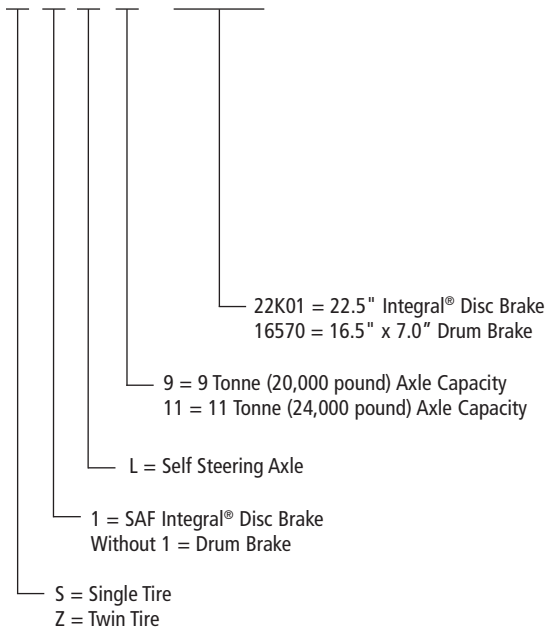 22K01 = 22.5" Integral® Disc Brake
16570 = 16.5" x 7.0” Drum Brake
9 = 9 Tonne (20,000 pound) Axle Capacity
11 = 11 Tonne (24,000 pound) Axle Capacity
L = Self Steering Axle
1 = SAF Integral® Disc Brake
Without 1 = Drum Brake
S = Single Tire
Z = Twin Tire